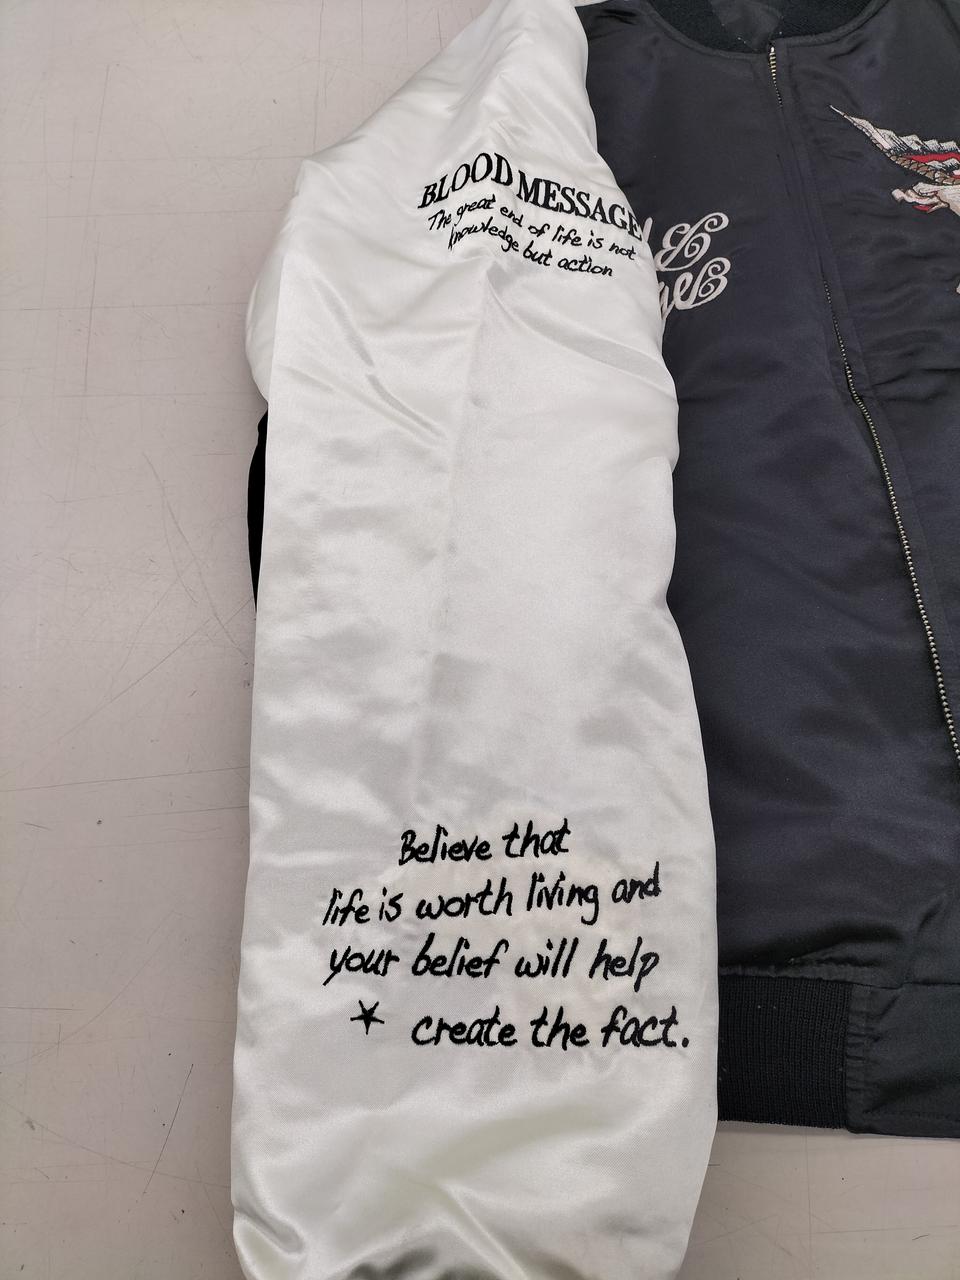 BLOOD MESSAGE
The great end of life is not
knowledge but action
&
Believe that
life is worth living and
your belief will help
create the fact.